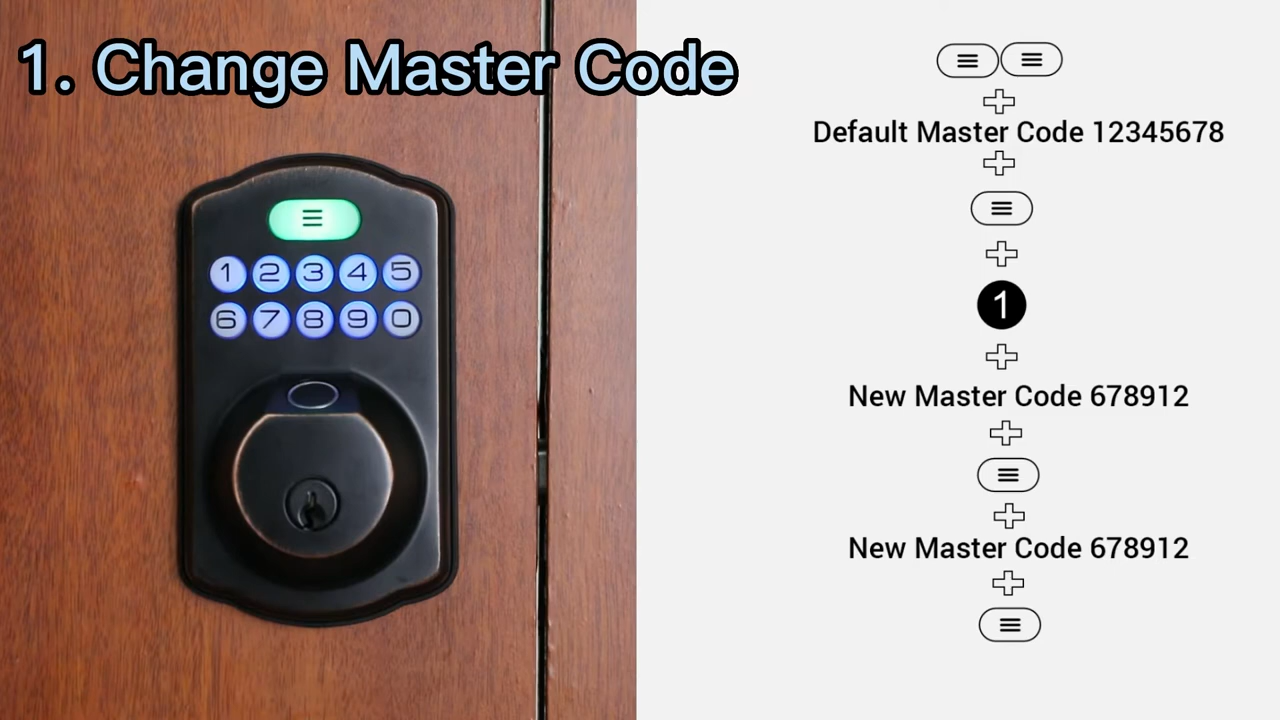 1. Change Master Code
1 2 3 4 5
6 7 8 9 0
Default Master Code 12345678
1
New Master Code 678912
New Master Code 678912